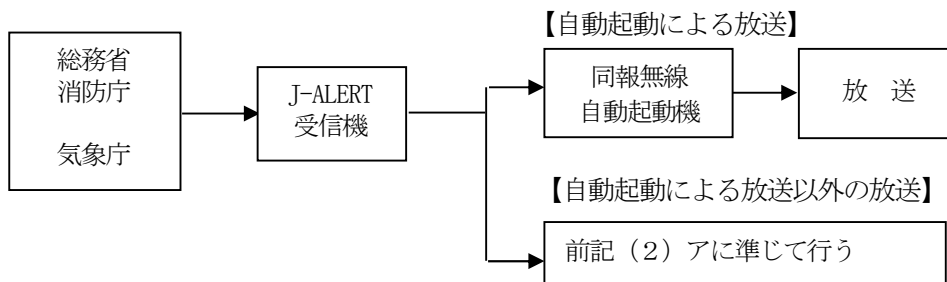 【自動起動による放送】
総務省
消防庁
気象庁
J-ALERT
受信機
同報無線
自動起動機
放　送
【自動起動による放送以外の放送】
前記（２）アに準じて行う